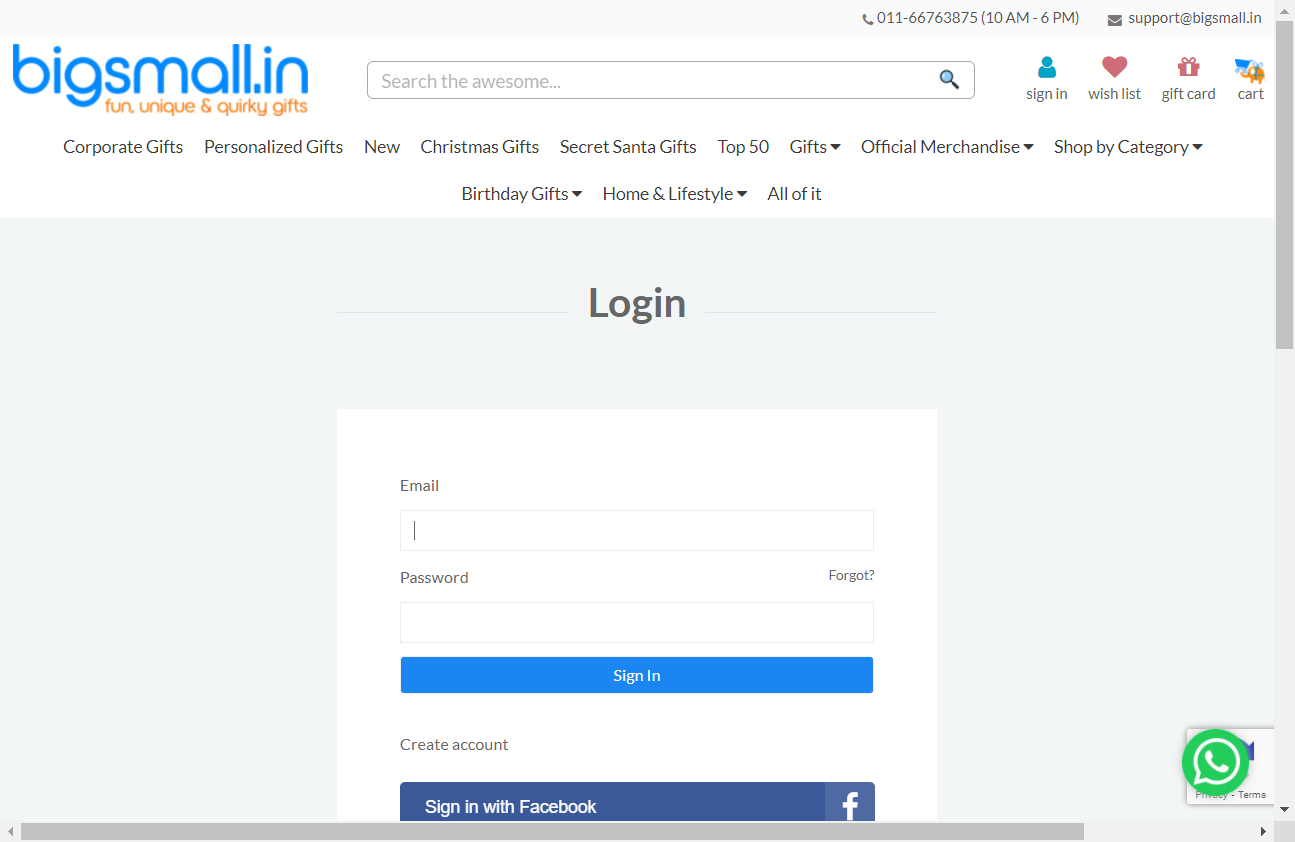 011-66763875 (10 AM - 6 PM) support@bigsmall.in
bigsmall.in
fun, unique & quirky gifts
Search the awesome...
sign in wish list gift card cart
Corporate Gifts Personalized Gifts New Christmas Gifts Secret Santa Gifts Top 50 Gifts Official Merchandise Shop by Category
Birthday Gifts Home & Lifestyle All of it
Login
Email
Password Forgot?
Sign In
Create account
Sign in with Facebook
Privacy - Terms